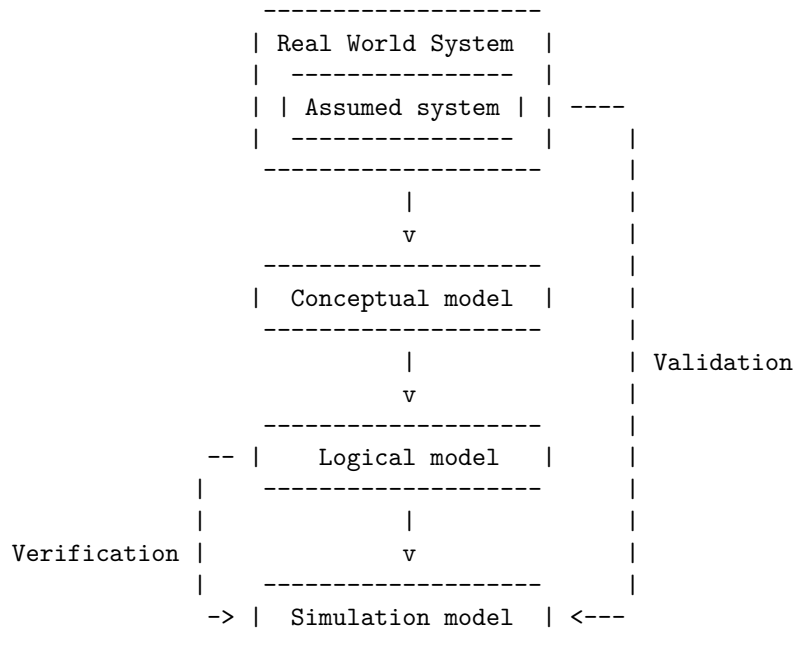 Real World System
Assumed system
Conceptual model
Validation
Logical model
Verification
Simulation model